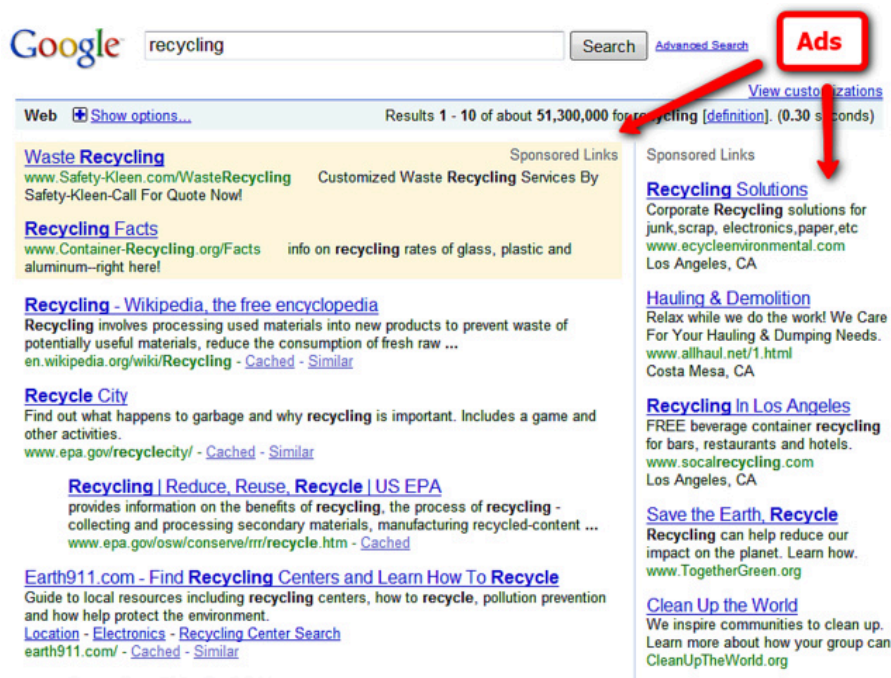 Google recycling Search Advanced Search Ads
View customizations
Web Show options... Results 1 - 10 of about 51,300,000 for recycling [definition]. (0.30 seconds)
Waste Recycling Sponsored Links
www.Safety-Kleen.com/WasteRecycling Customized Waste Recycling Services By
Safety-Kleen-Call For Quote Now!
Recycling Facts
www.Container-Recycling.org/Facts info on recycling rates of glass, plastic and
aluminum--right here!
Recycling - Wikipedia, the free encyclopedia
Recycling involves processing used materials into new products to prevent waste of
potentially useful materials, reduce the consumption of fresh raw ...
en.wikipedia.org/wiki/Recycling - Cached - Similar
Recycle City
Find out what happens to garbage and why recycling is important. Includes a game and
other activities.
www.epa.gov/recyclecity/ - Cached - Similar
Recycling | Reduce, Reuse, Recycle | US EPA
provides information on the benefits of recycling, the process of recycling -
collecting and processing secondary materials, manufacturing recycled-content ...
www.epa.gov/osw/conserve/rrr/recycle.htm - Cached
Earth911.com - Find Recycling Centers and Learn How To Recycle
Guide to local resources including recycling centers, how to recycle, pollution prevention
and how help protect the environment.
Location - Electronics - Recycling Center Search
earth911.com/ - Cached - Similar
Sponsored Links
Recycling Solutions
Corporate Recycling solutions for
junk,scrap, electronics,paper,etc
www.ecycleenvironmental.com
Los Angeles, CA
Hauling & Demolition
Relax while we do the work! We Care
For Your Hauling & Dumping Needs.
www.allhaul.net/1.html
Costa Mesa, CA
Recycling In Los Angeles
FREE beverage container recycling
for bars, restaurants and hotels.
www.socalrecycling.com
Los Angeles, CA
Save the Earth, Recycle
Recycling can help reduce our
impact on the planet. Learn how.
www.TogetherGreen.org
Clean Up the World
We inspire communities to clean up.
Learn more about how your group can
CleanUpTheWorld.org